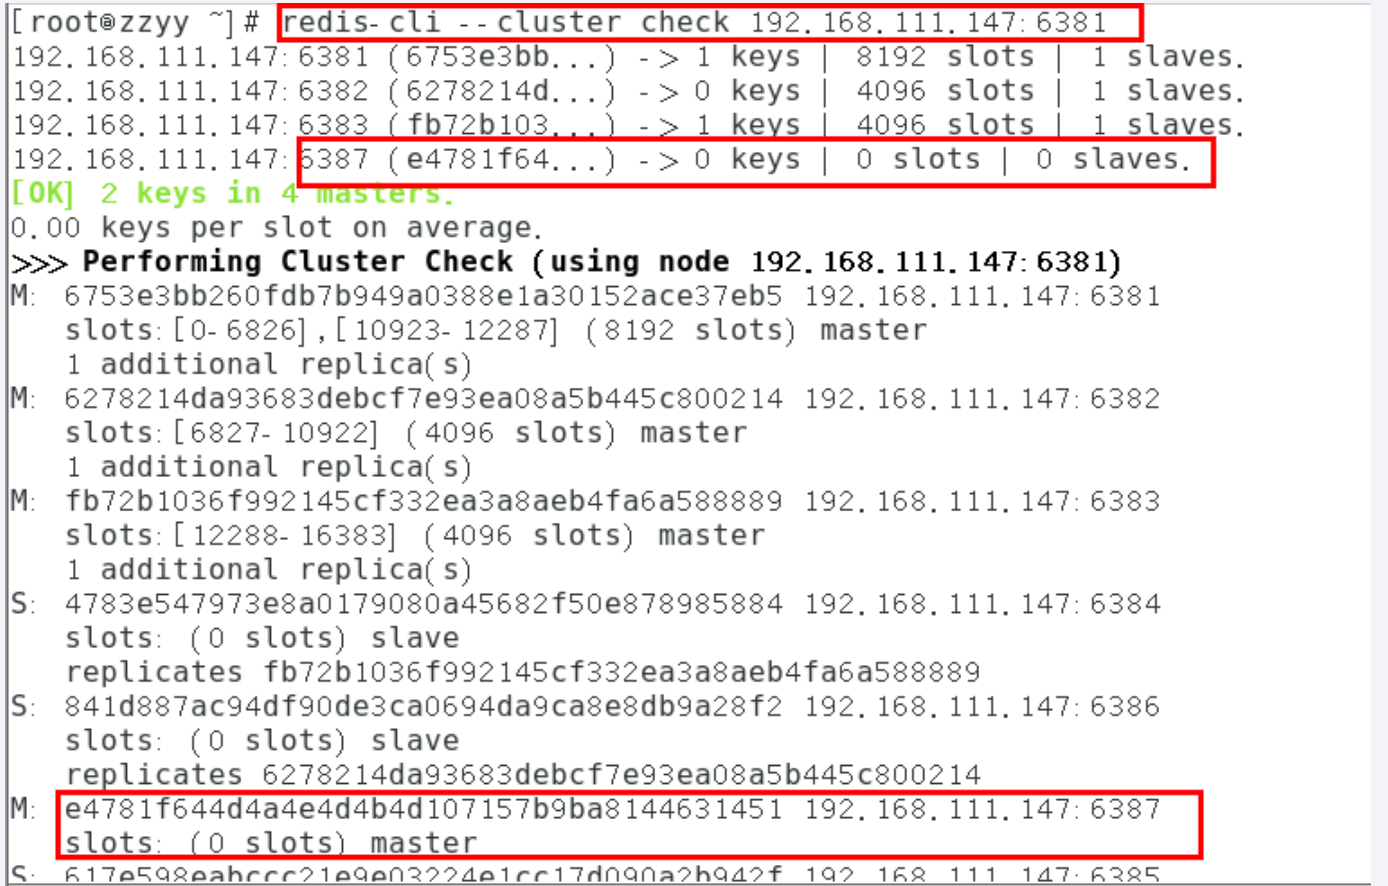 [root@zzyy ~]# redis-cli --cluster check 192.168.111.147:6381
192.168.111.147:6381 (6753e3bb...) -> 1 keys | 8192 slots | 1 slaves.
192.168.111.147:6382 (6278214d...) -> 0 keys | 4096 slots | 1 slaves.
192.168.111.147:6383 (fb72b103...) -> 1 keys | 4096 slots | 1 slaves.
192.168.111.147:6387 (e4781f64...) -> 0 keys | 0 slots | 0 slaves.
[OK] 2 keys in 4 masters.
0.00 keys per slot on average.
>>> Performing Cluster Check (using node 192.168.111.147:6381)
M: 6753e3bb260fdb7b949a0388e1a30152ace37eb5 192.168.111.147:6381
   slots:[0-6826],[10923-12287] (8192 slots) master
   1 additional replica(s)
M: 6278214da93683debcf7e93ea08a5b445c800214 192.168.111.147:6382
   slots:[6827-10922] (4096 slots) master
   1 additional replica(s)
M: fb72b1036f992145cf332ea3a8aeb4fa6a588889 192.168.111.147:6383
   slots:[12288-16383] (4096 slots) master
   1 additional replica(s)
S: 4783e547973e8a0179080a45682f50e878985884 192.168.111.147:6384
   slots: (0 slots) slave
   replicates fb72b1036f992145cf332ea3a8aeb4fa6a588889
S: 841d887ac94df90de3ca0694da9ca8e8db9a28f2 192.168.111.147:6386
   slots: (0 slots) slave
   replicates 6278214da93683debcf7e93ea08a5b445c800214
M: e4781f644d4a4e4d4b4d107157b9ba8144631451 192.168.111.147:6387
   slots: (0 slots) master
S: 617e598eabccc21e9e03224e1cc17d090a2b942f 192.168.111.147:6385